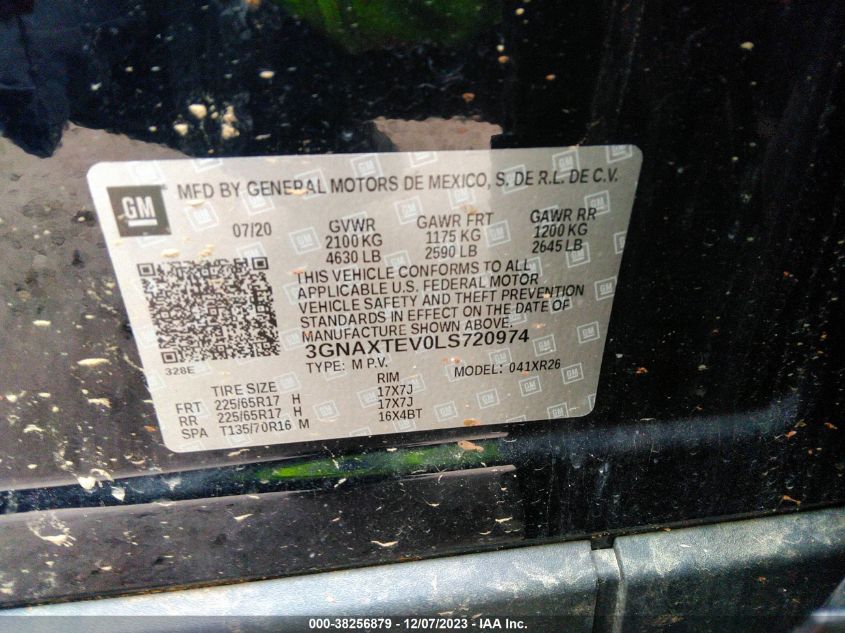 GM MFD BY GENERAL MOTORS DE MEXICO, S. DE R.L. DE C.V.
07/20 GVWR GAWR FRT GAWR RR
2100 KG 1175 KG 1200 KG
4630 LB 2590 LB 2645 LB
THIS VEHICLE CONFORMS TO ALL
APPLICABLE U.S. FEDERAL MOTOR
VEHICLE SAFETY AND THEFT PREVENTION
STANDARDS IN EFFECT ON THE DATE OF
MANUFACTURE SHOWN ABOVE.
3GNAXTEV0LS720974
328E TYPE: M.P.V. MODEL: 041XR26
TIRE SIZE RIM
FRT 225/65R17 H 17X7J
RR 225/65R17 H 17X7J
SPA T135/70R16 M 16X4BT
000-38256879 - 12/07/2023 - IAA Inc.